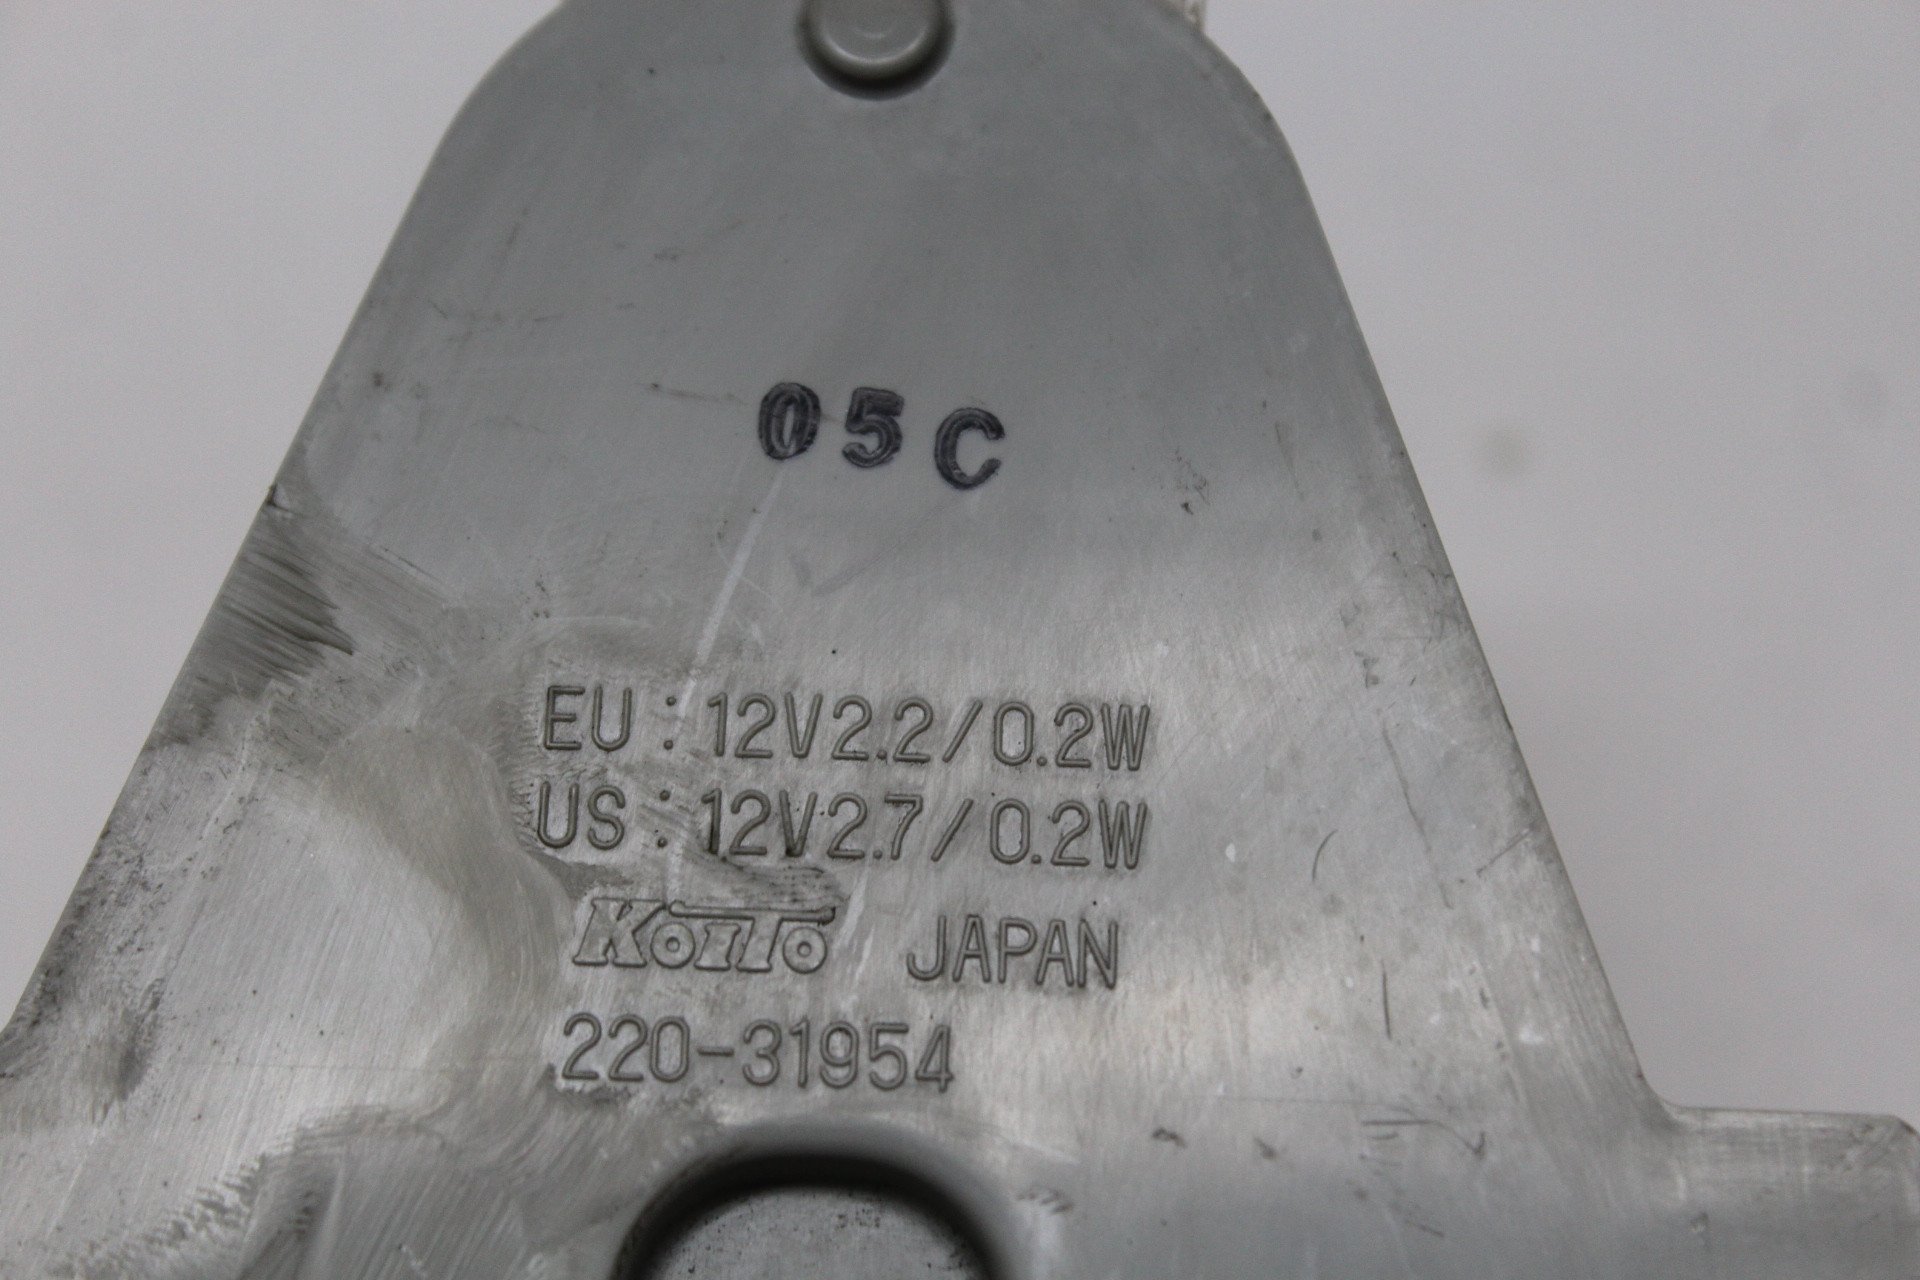 05C
EU : 12V2.2/0.2W
US : 12V2.7/0.2W
KOITO JAPAN
220-31954